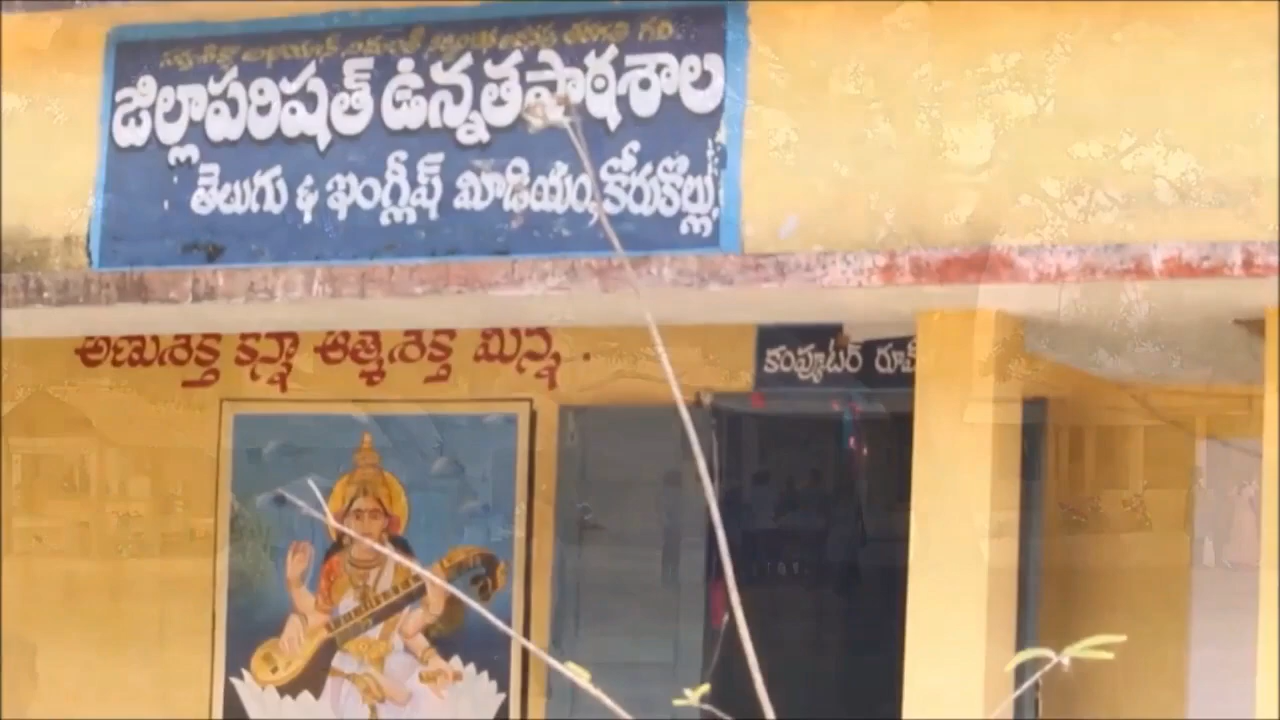 జిల్లాపరిషత్ ఉన్నతపాఠశాల
తెలుగు & ఇంగ్లీష్ మీడియం, కోరుకొల్లు.
అణుశక్తి కన్నా ఆత్మశక్తి మిన్న .
కంప్యూటర్ రూమ్